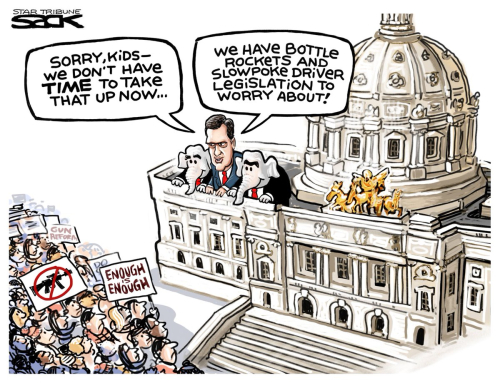 STAR TRIBUNE
SACK
SORRY, KIDS—
WE DON'T HAVE
TIME TO TAKE
THAT UP NOW...
WE HAVE BOTTLE
ROCKETS AND
SLOWPOKE DRIVER
LEGISLATION TO
WORRY ABOUT!
GUN
REFORM
ENOUGH
IS
ENOUGH